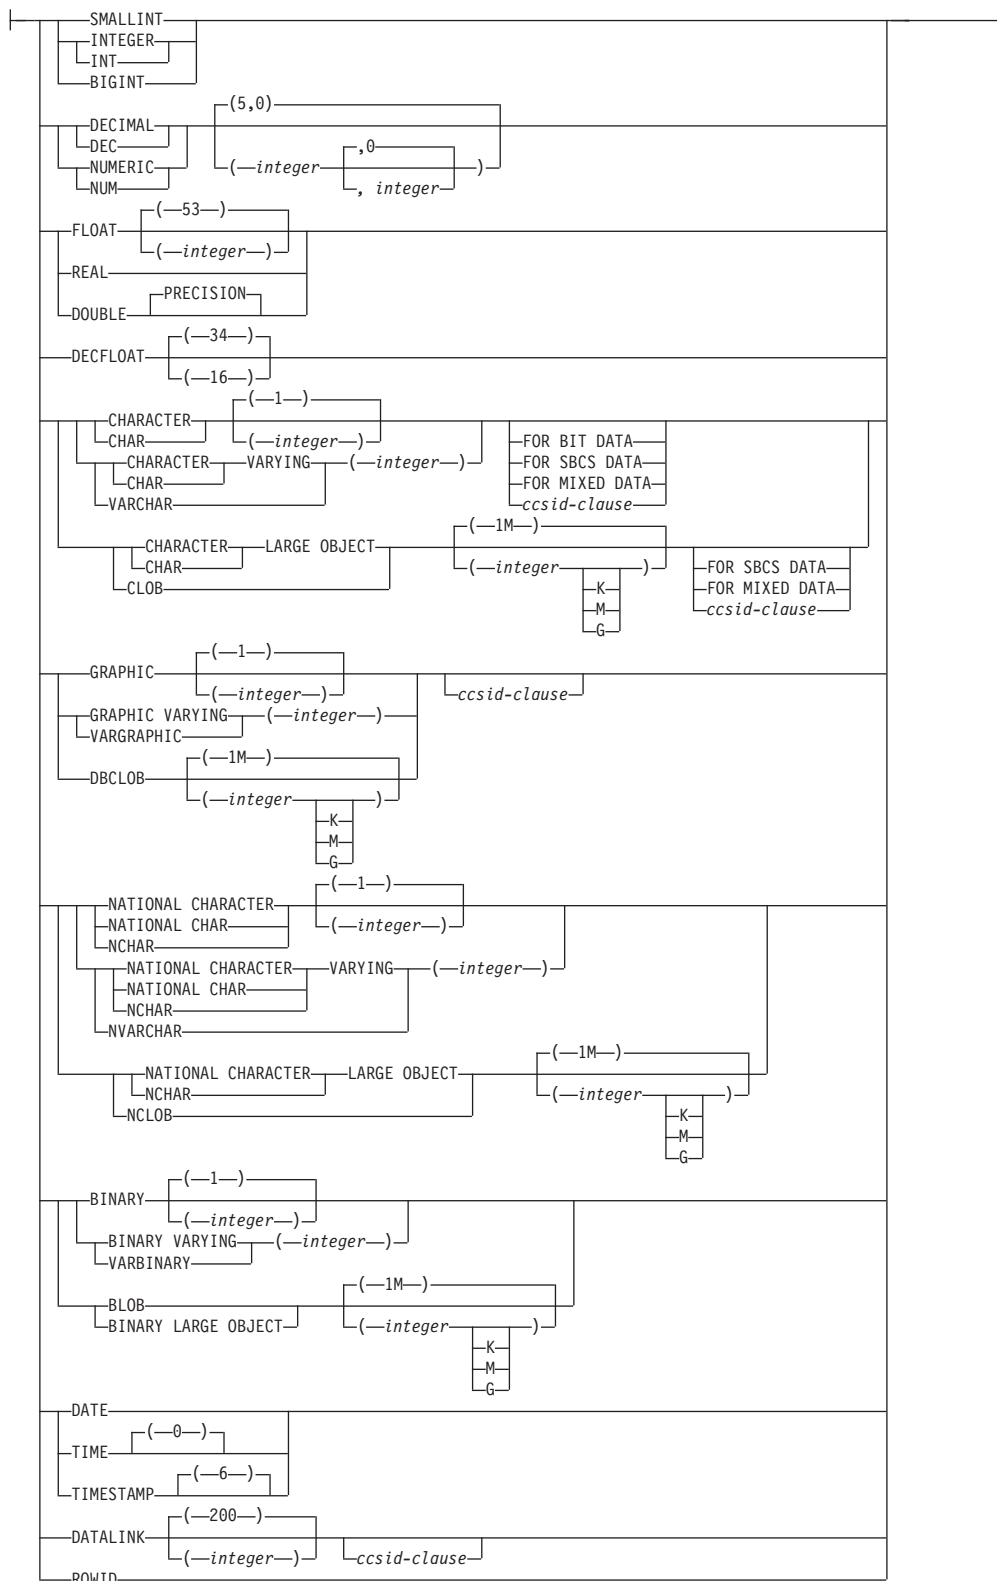 SMALLINT
INTEGER
INT
BIGINT
(5,0)
DECIMAL
DEC
,0
NUMERIC
( integer )
NUM
, integer
( 53 )
FLOAT
( integer )
REAL
PRECISION
DOUBLE
( 34 )
DECFLOAT
( 16 )
( 1 )
CHARACTER
CHAR ( integer ) FOR BIT DATA
CHARACTER VARYING ( integer ) FOR SBCS DATA
CHAR FOR MIXED DATA
VARCHAR ccsid-clause
( 1M )
CHARACTER LARGE OBJECT
CHAR ( integer ) FOR SBCS DATA
CLOB K FOR MIXED DATA
M ccsid-clause
G
( 1 )
GRAPHIC
( integer ) ccsid-clause
GRAPHIC VARYING ( integer )
VARGRAPHIC
( 1M )
DBCLOB
( integer )
K
M
G
( 1 )
NATIONAL CHARACTER
NATIONAL CHAR ( integer )
NCHAR
NATIONAL CHARACTER VARYING ( integer )
NATIONAL CHAR
NCHAR
NVARCHAR
( 1M )
NATIONAL CHARACTER LARGE OBJECT
NCHAR ( integer )
NCLOB K
M
G
( 1 )
BINARY
( integer )
BINARY VARYING ( integer )
VARBINARY
( 1M )
BLOB
BINARY LARGE OBJECT ( integer )
K
M
G
DATE
( 0 )
TIME
( 6 )
TIMESTAMP
( 200 )
DATALINK
( integer ) ccsid-clause
ROWID